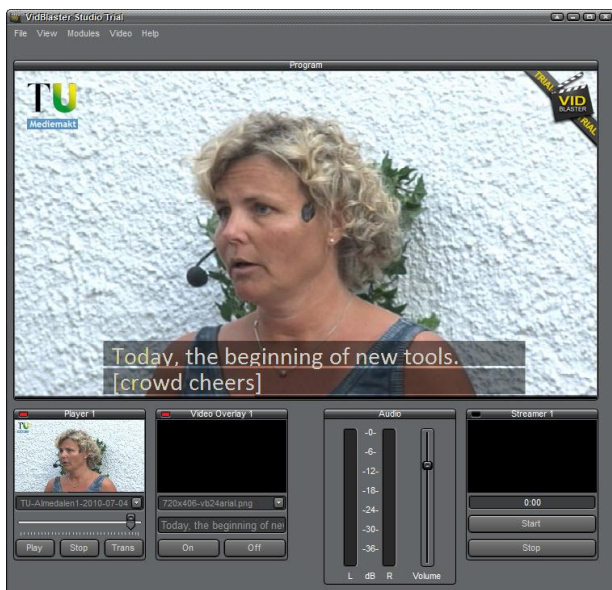 VidBlaster Studio Trial
File View Modules Video Help
Program
TU
Mediemakt
TRIAL
VID
BLASTER
TRIAL
Today, the beginning of new tools.
[crowd cheers]
Player 1
TU
TU-Almedalen1-2010-07-04
Play Stop Trans
Video Overlay 1
720x406-vb24arial.png
Today, the beginning of nev
On Off
Audio
-0-
-6-
-12-
-18-
-24-
-30-
-36-
L dB R Volume
Streamer 1
0:00
Start
Stop